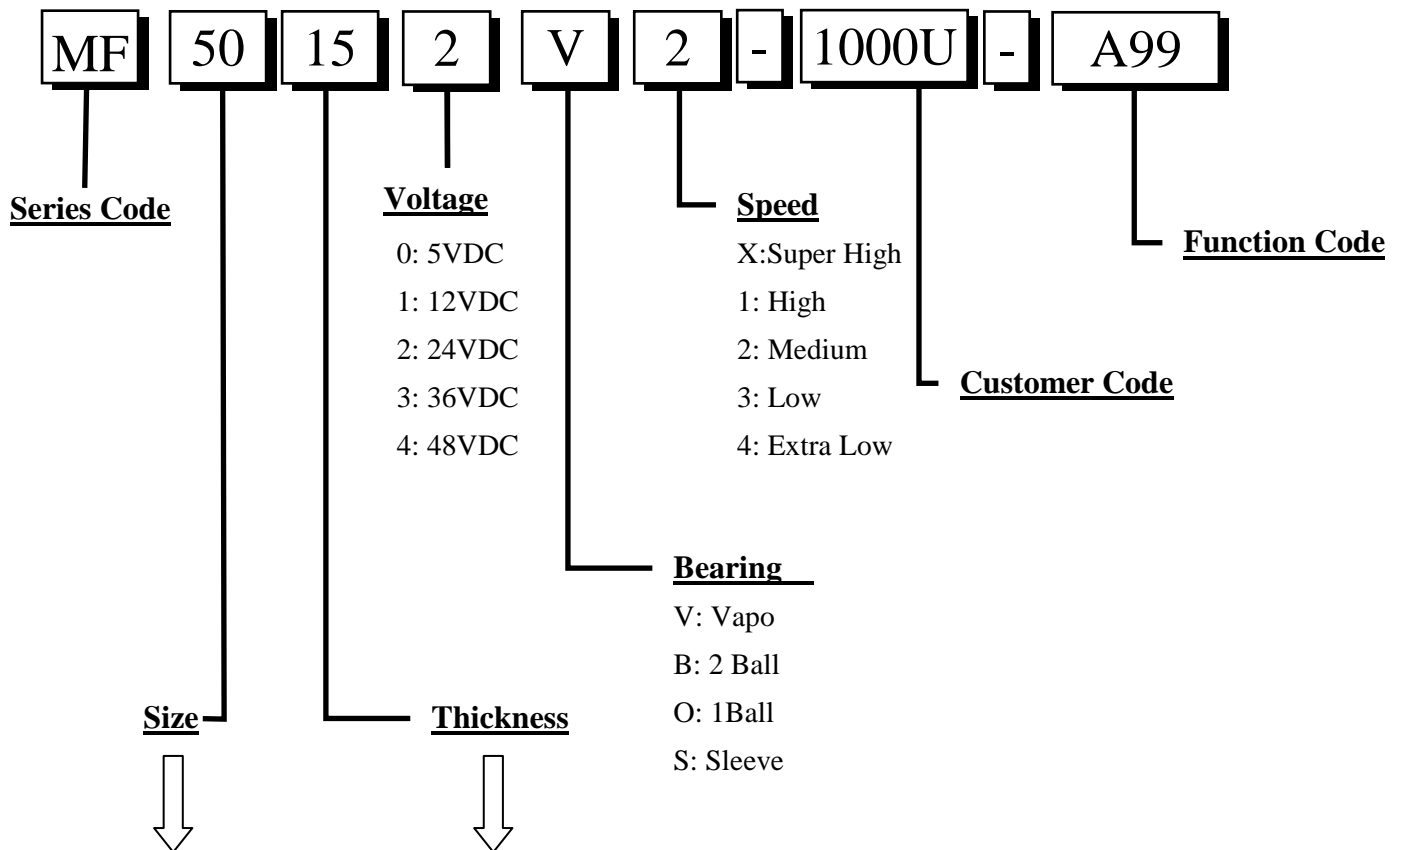 MF 50 15 2 V 2 - 1000U - A99
Series Code
Voltage
0: 5VDC
1: 12VDC
2: 24VDC
3: 36VDC
4: 48VDC
Speed
X:Super High
1: High
2: Medium
3: Low
4: Extra Low
Function Code
Customer Code
Bearing
V: Vapo
B: 2 Ball
O: 1Ball
S: Sleeve
Size
Thickness